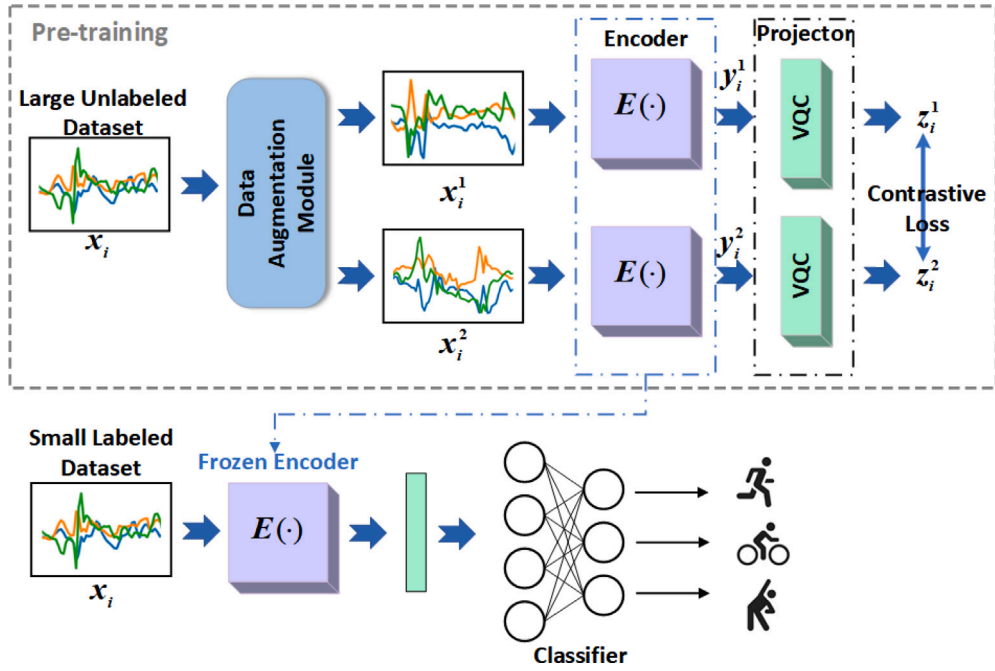 Pre-training
Large Unlabeled
Dataset
x_i
Data
Augmentation
Module
x_i^1
x_i^2
Encoder
E(·)
E(·)
y_i^1
y_i^2
Projector
VQC
VQC
z_i^1
Contrastive
Loss
z_i^2
Small Labeled
Dataset
x_i
Frozen Encoder
E(·)
Classifier